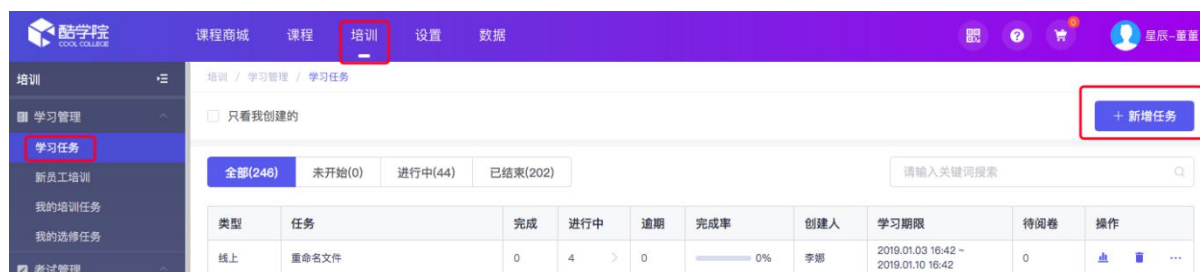 酷学院
COOL COLLEGE
课程商城 课程 培训 设置 数据
0
星辰-董董
培训
培训 / 学习管理 / 学习任务
学习管理
只看我创建的
+ 新增任务
学习任务
全部(246) 未开始(0) 进行中(44) 已结束(202)
请输入关键词搜索
新员工培训
我的培训任务
我的选修任务
考试管理
类型 任务 完成 进行中 逾期 完成率 创建人 学习期限 待阅卷 操作
线上 重命名文件 0 4 > 0 0% 李娜 2019.01.03 16:42 ~
2019.01.10 16:42 0 ...